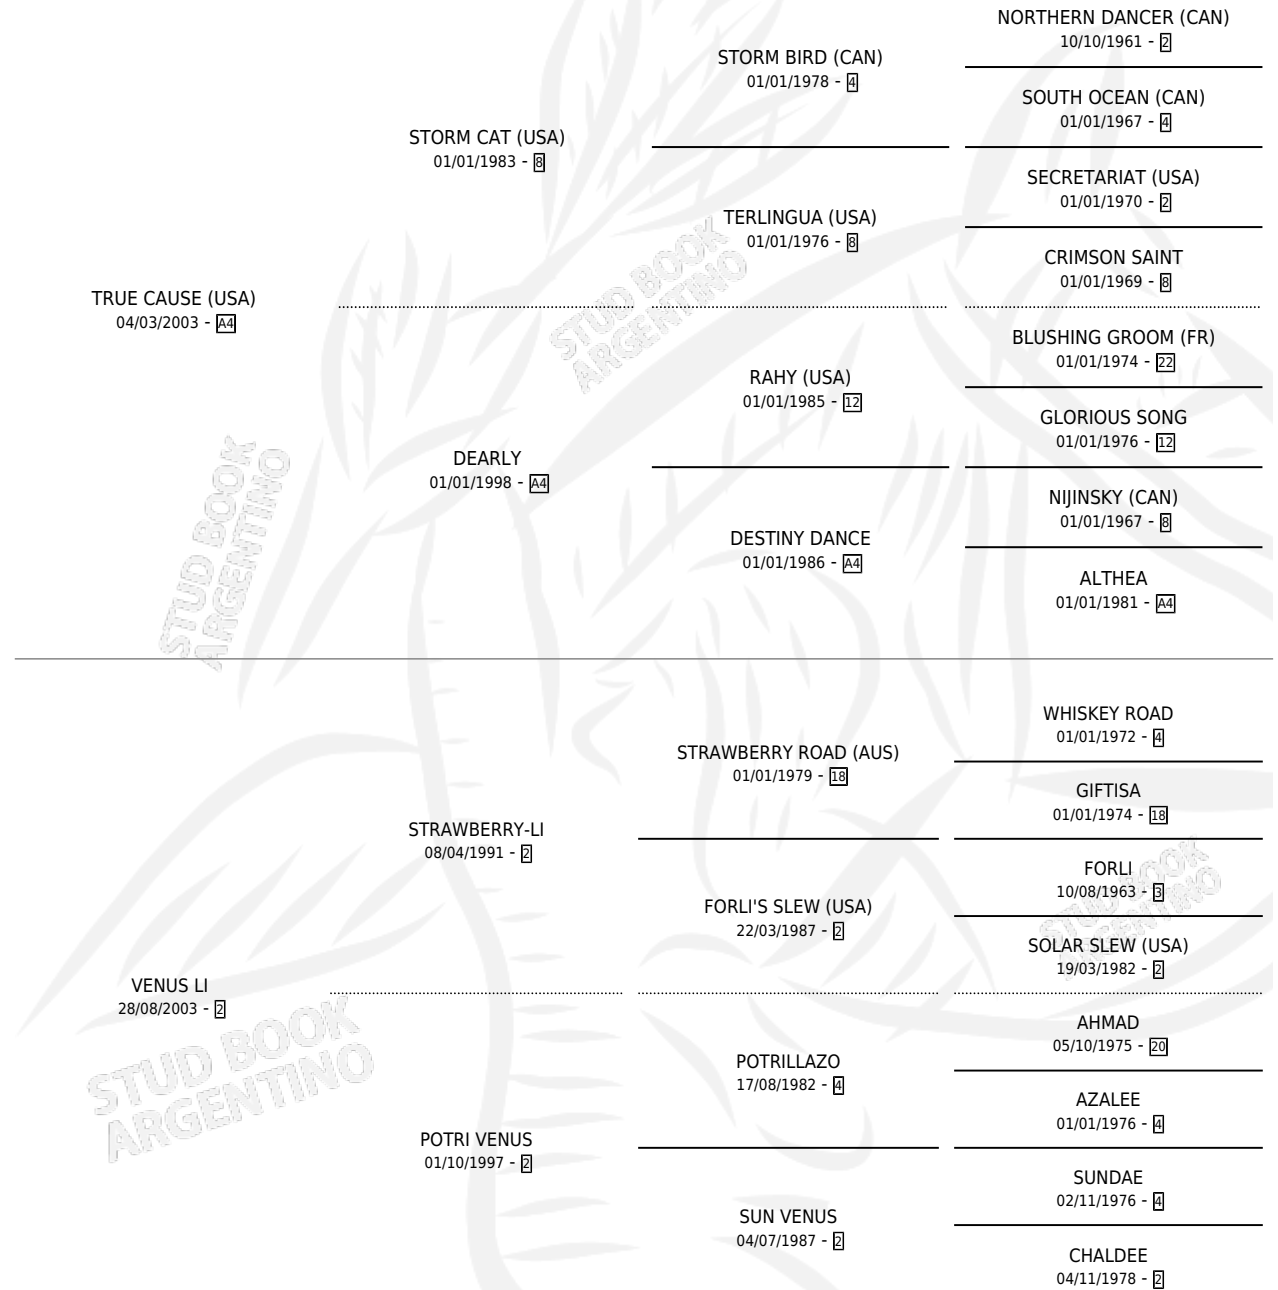 NORTHERN DANCER (CAN)
10/10/1961 - 2
STORM BIRD (CAN)
01/01/1978 - 4
SOUTH OCEAN (CAN)
01/01/1967 - 4
STORM CAT (USA)
01/01/1983 - 8
SECRETARIAT (USA)
01/01/1970 - 2
TERLINGUA (USA)
01/01/1976 - 8
CRIMSON SAINT
01/01/1969 - 8
TRUE CAUSE (USA)
04/03/2003 - A4
STUD BOOK
ARGENTINO
BLUSHING GROOM (FR)
01/01/1974 - 22
RAHY (USA)
01/01/1985 - 12
GLORIOUS SONG
01/01/1976 - 12
DEARLY
01/01/1998 - A4
NIJINSKY (CAN)
01/01/1967 - 8
DESTINY DANCE
01/01/1986 - A4
ALTHEA
01/01/1981 - A4
STUD BOOK
ARGENTINO
WHISKEY ROAD
01/01/1972 - 4
STRAWBERRY ROAD (AUS)
01/01/1979 - 18
GIFTISA
01/01/1974 - 18
STRAWBERRY-LI
08/04/1991 - 2
FORLI
10/08/1963 - 3
FORLI'S SLEW (USA)
22/03/1987 - 2
STUD BOOK
ARGENTINO
SOLAR SLEW (USA)
19/03/1982 - 2
VENUS LI
28/08/2003 - 2
STUD BOOK
ARGENTINO
AHMAD
05/10/1975 - 20
POTRILLAZO
17/08/1982 - 4
AZALEE
01/01/1976 - 4
POTRI VENUS
01/10/1997 - 2
SUNDAE
02/11/1976 - 4
SUN VENUS
04/07/1987 - 2
CHALDEE
04/11/1978 - 2